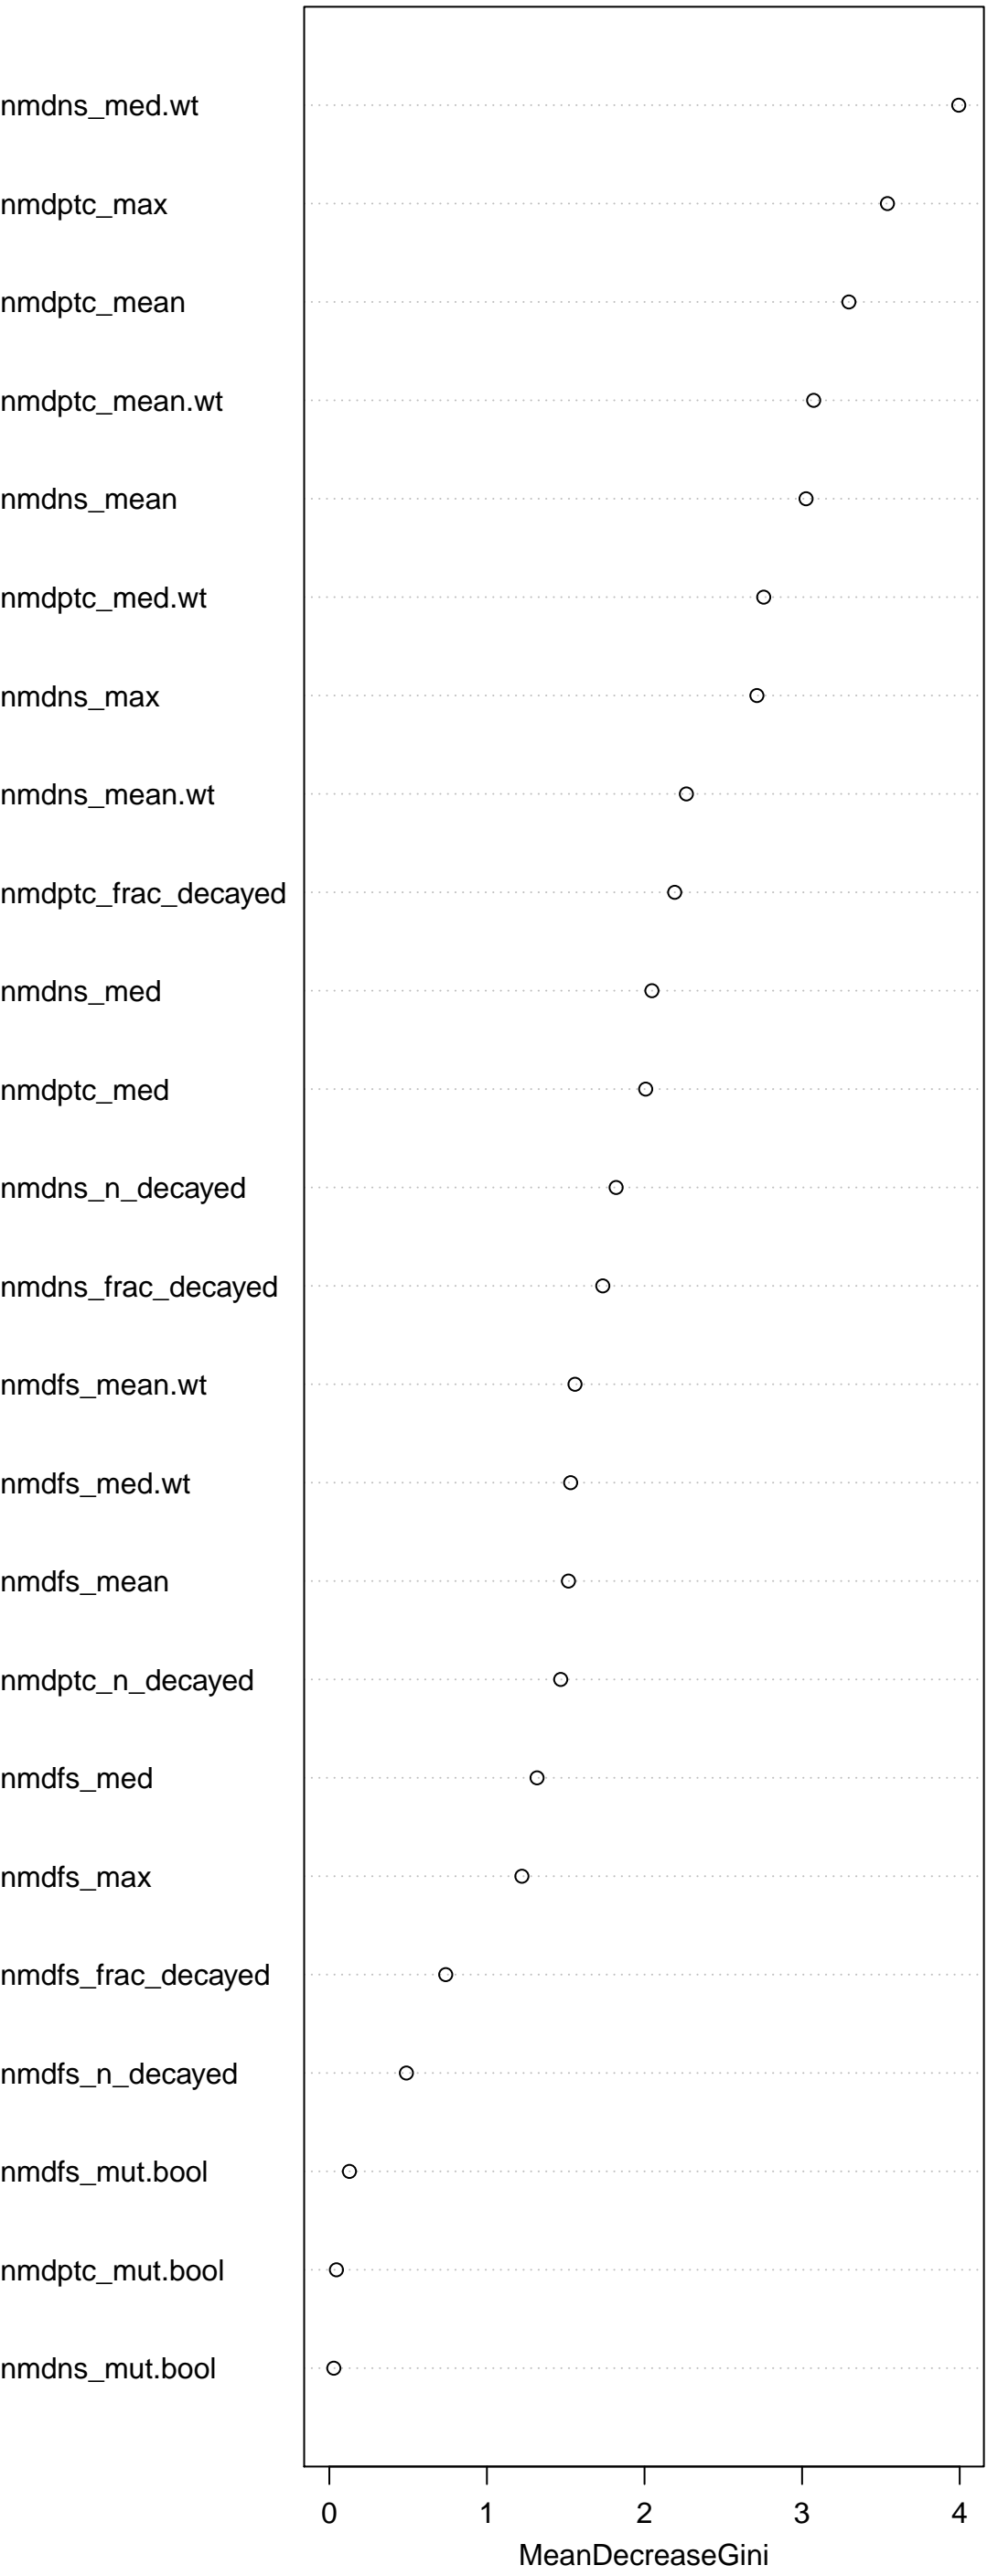 nmdns_med.wt
nmdptc_max
nmdptc_mean
nmdptc_mean.wt
nmdns_mean
nmdptc_med.wt
nmdns_max
nmdns_mean.wt
nmdptc_frac_decayed
nmdns_med
nmdptc_med
nmdns_n_decayed
nmdns_frac_decayed
nmdfs_mean.wt
nmdfs_med.wt
nmdfs_mean
nmdptc_n_decayed
nmdfs_med
nmdfs_max
nmdfs_frac_decayed
nmdfs_n_decayed
nmdfs_mut.bool
nmdptc_mut.bool
nmdns_mut.bool
0 1 2 3 4
MeanDecreaseGini